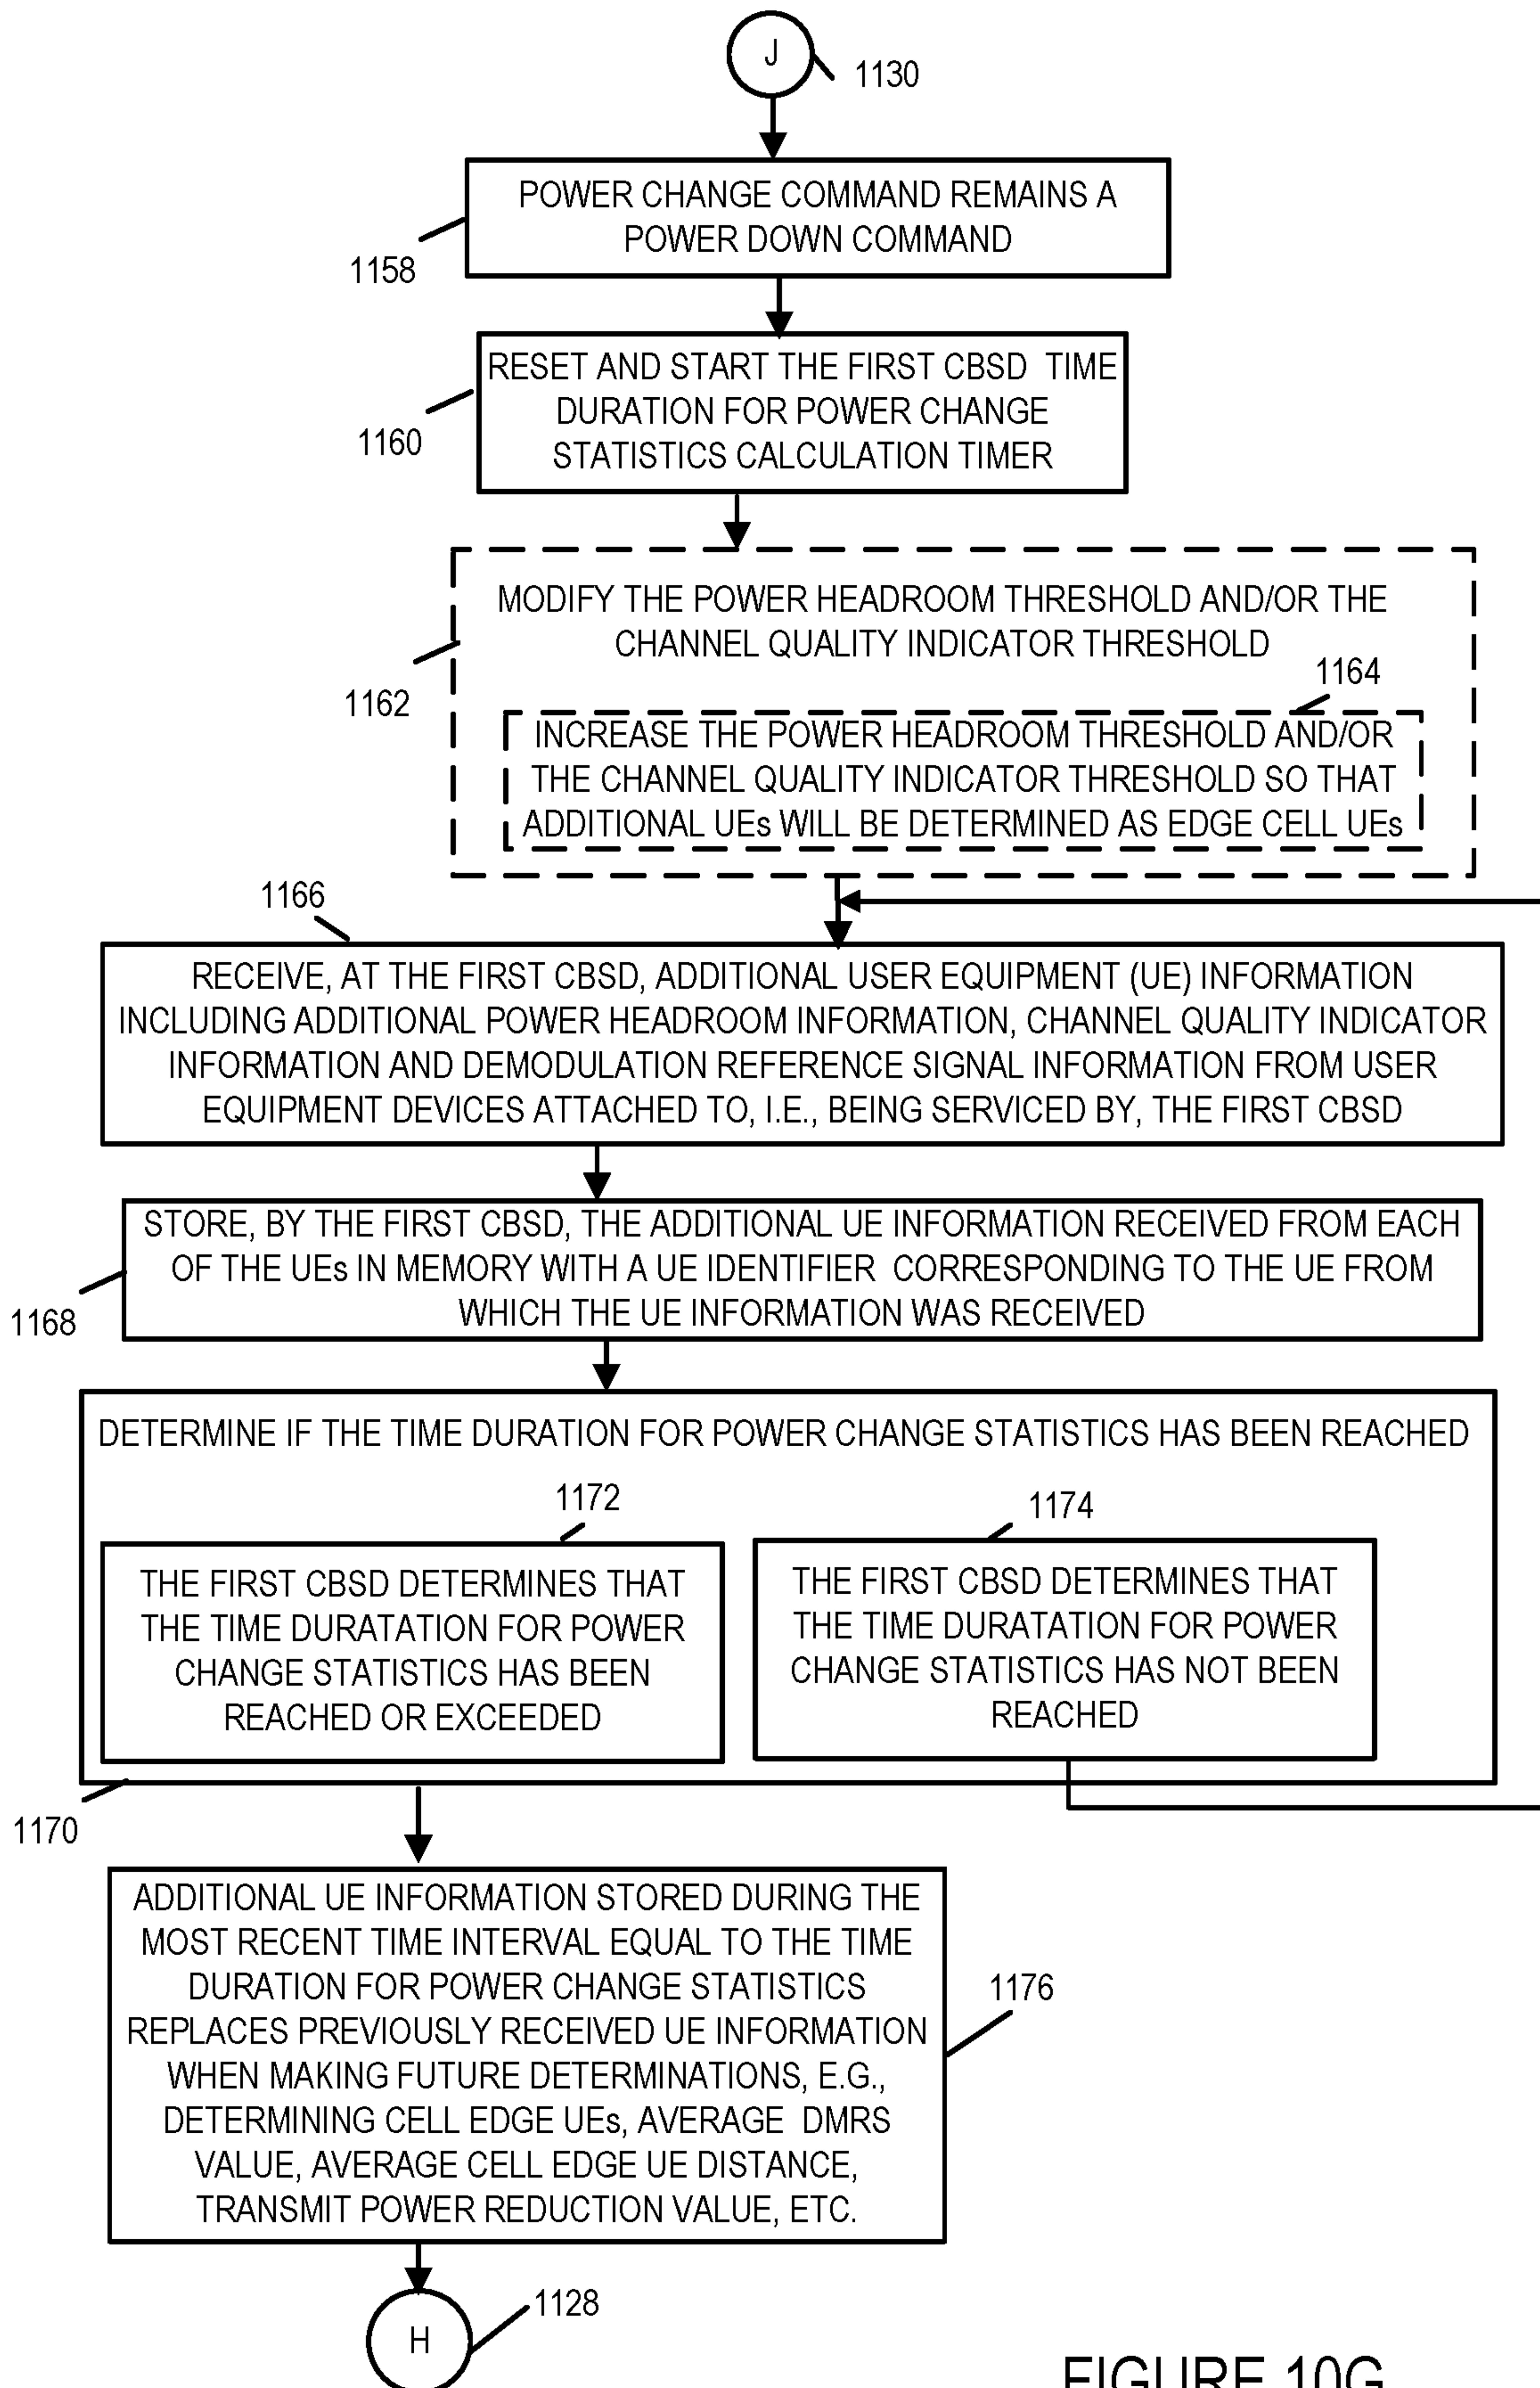 J
1130
POWER CHANGE COMMAND REMAINS A
POWER DOWN COMMAND
1158
RESET AND START THE FIRST CBSD TIME
DURATION FOR POWER CHANGE
STATISTICS CALCULATION TIMER
1160
MODIFY THE POWER HEADROOM THRESHOLD AND/OR THE
CHANNEL QUALITY INDICATOR THRESHOLD
1162
1164
INCREASE THE POWER HEADROOM THRESHOLD AND/OR
THE CHANNEL QUALITY INDICATOR THRESHOLD SO THAT
ADDITIONAL UEs WILL BE DETERMINED AS EDGE CELL UEs
1166
RECEIVE, AT THE FIRST CBSD, ADDITIONAL USER EQUIPMENT (UE) INFORMATION
INCLUDING ADDITIONAL POWER HEADROOM INFORMATION, CHANNEL QUALITY INDICATOR
INFORMATION AND DEMODULATION REFERENCE SIGNAL INFORMATION FROM USER
EQUIPMENT DEVICES ATTACHED TO, I.E., BEING SERVICED BY, THE FIRST CBSD
STORE, BY THE FIRST CBSD, THE ADDITIONAL UE INFORMATION RECEIVED FROM EACH
OF THE UEs IN MEMORY WITH A UE IDENTIFIER CORRESPONDING TO THE UE FROM
WHICH THE UE INFORMATION WAS RECEIVED
1168
DETERMINE IF THE TIME DURATION FOR POWER CHANGE STATISTICS HAS BEEN REACHED
1172
THE FIRST CBSD DETERMINES THAT
THE TIME DURATATION FOR POWER
CHANGE STATISTICS HAS BEEN
REACHED OR EXCEEDED
1174
THE FIRST CBSD DETERMINES THAT
THE TIME DURATATION FOR POWER
CHANGE STATISTICS HAS NOT BEEN
REACHED
1170
ADDITIONAL UE INFORMATION STORED DURING THE
MOST RECENT TIME INTERVAL EQUAL TO THE TIME
DURATION FOR POWER CHANGE STATISTICS
REPLACES PREVIOUSLY RECEIVED UE INFORMATION
WHEN MAKING FUTURE DETERMINATIONS, E.G.,
DETERMINING CELL EDGE UEs, AVERAGE DMRS
VALUE, AVERAGE CELL EDGE UE DISTANCE,
TRANSMIT POWER REDUCTION VALUE, ETC.
1176
H
1128
FIGURE 10G